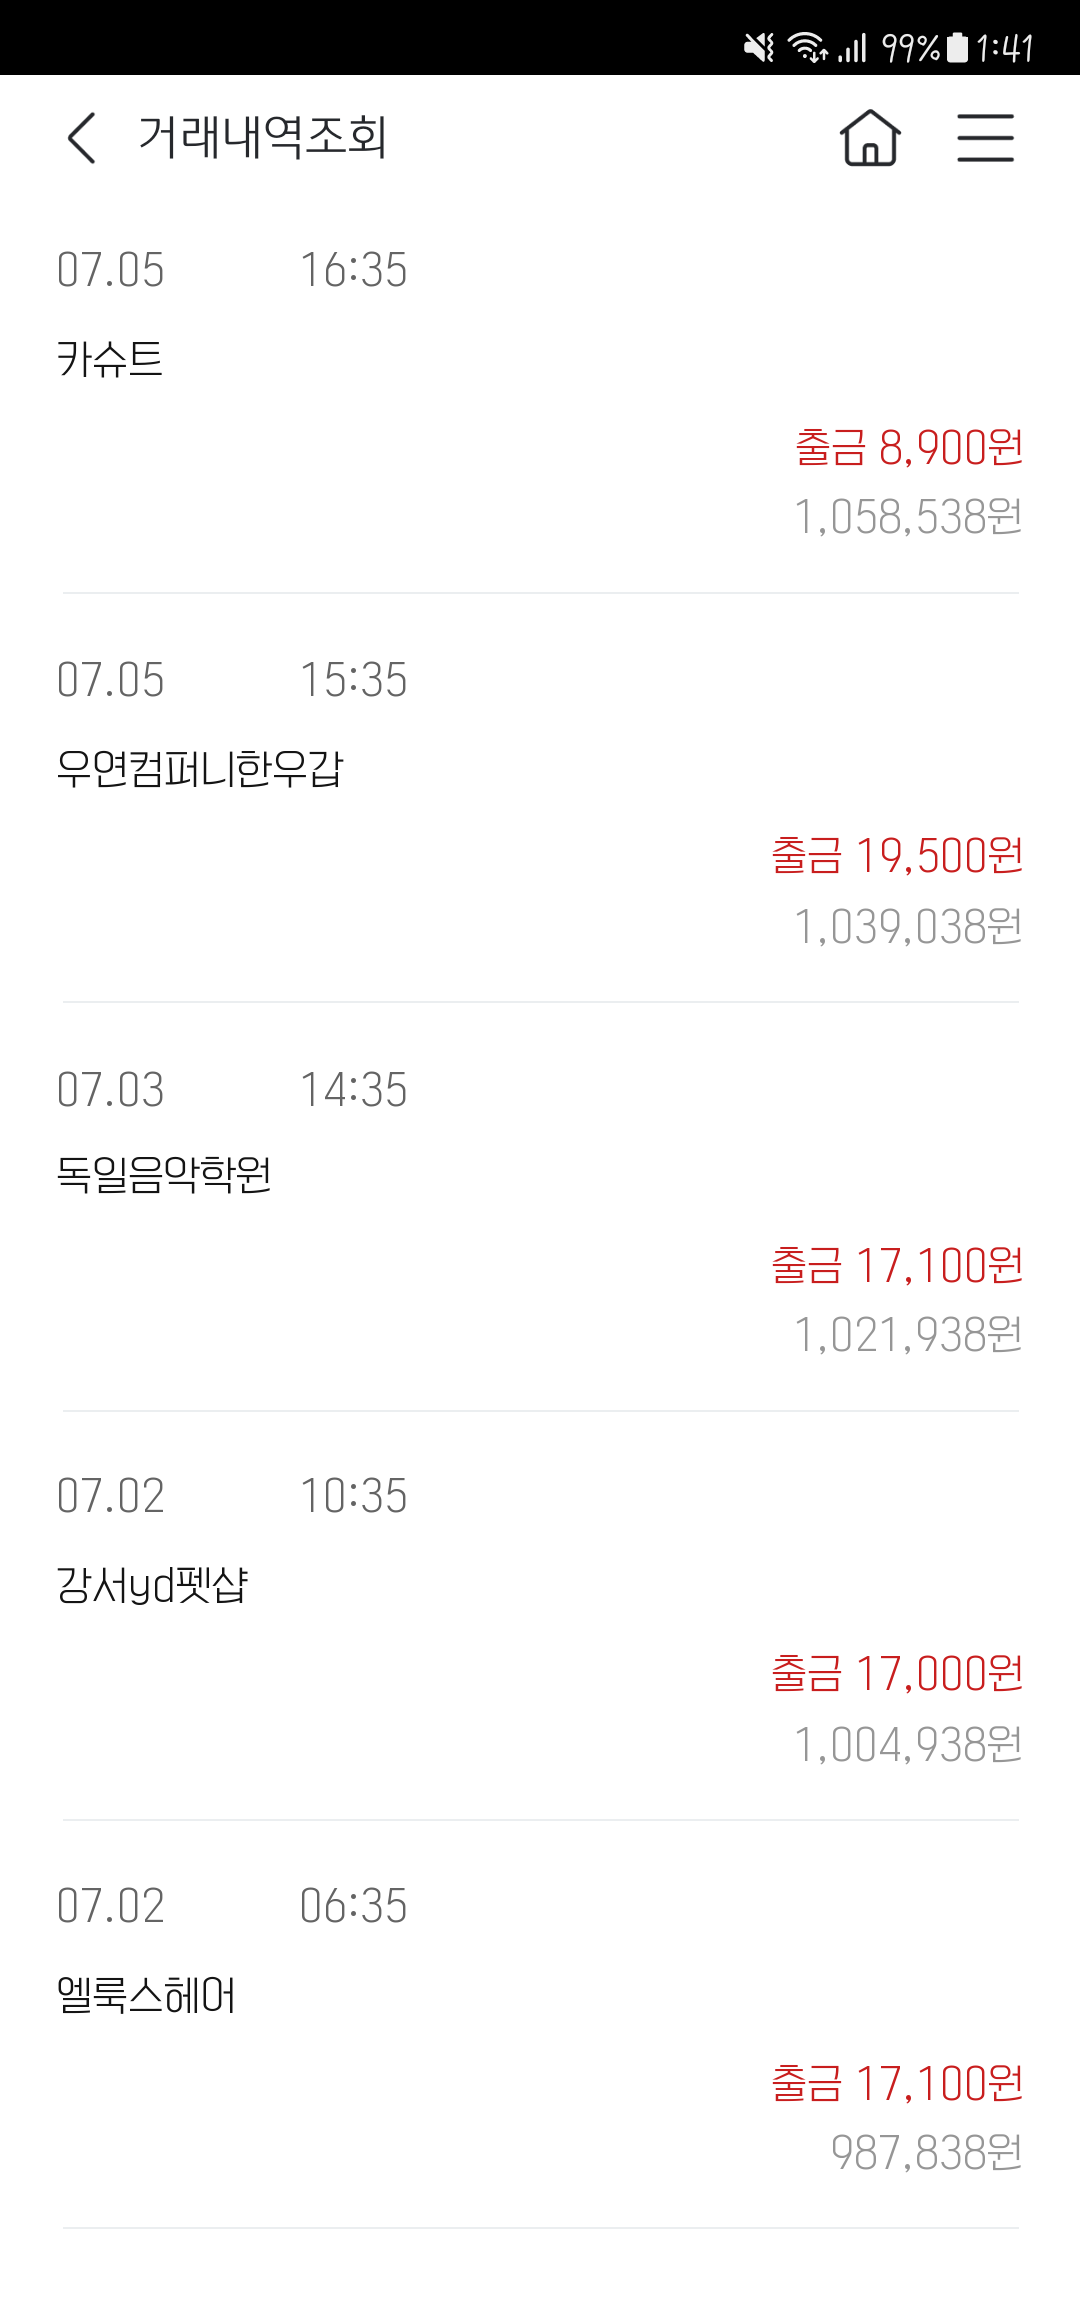 99% 1:41
거래내역조회
07.05 16:35
카슈트
출금 8,900원
1,058,538원
07.05 15:35
우연컴퍼니한우갑
출금 19,500원
1,039,038원
07.03 14:35
독일음악학원
출금 17,100원
1,021,938원
07.02 10:35
강서yd펫샵
출금 17,000원
1,004,938원
07.02 06:35
엘룩스헤어
출금 17,100원
987,838원